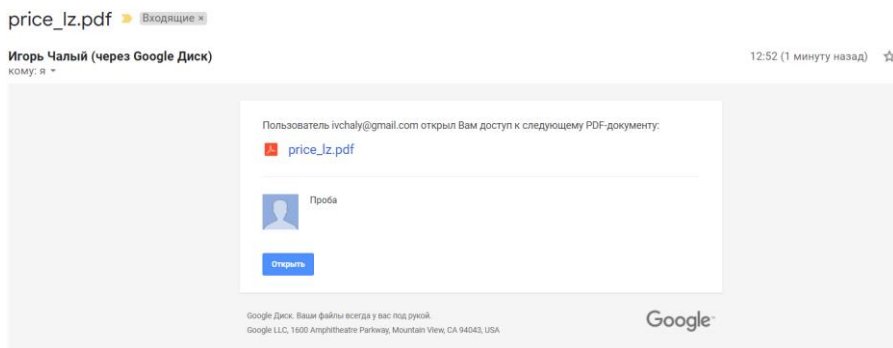 price_lz.pdf Входящие ×
Игорь Чалый (через Google Диск) 12:52 (1 минуту назад)
кому: я
Пользователь ivchaly@gmail.com открыл Вам доступ к следующему PDF-документу:
price_lz.pdf
Проба
Открыть
Google Диск. Ваши файлы всегда у вас под рукой.
Google LLC, 1600 Amphitheatre Parkway, Mountain View, CA 94043, USA
Google